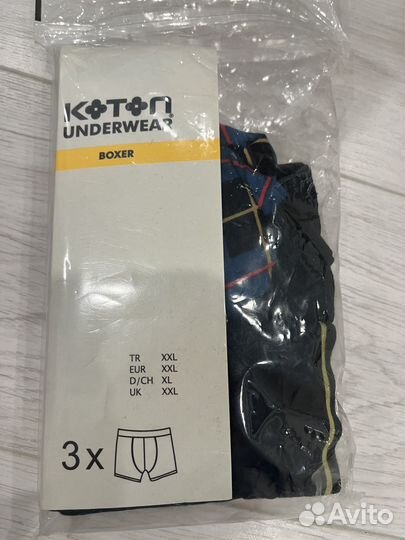 KOTON
UNDERWEAR
BOXER
TR XXL
EUR XXL
D/CH XL
UK XXL
3x
Avito